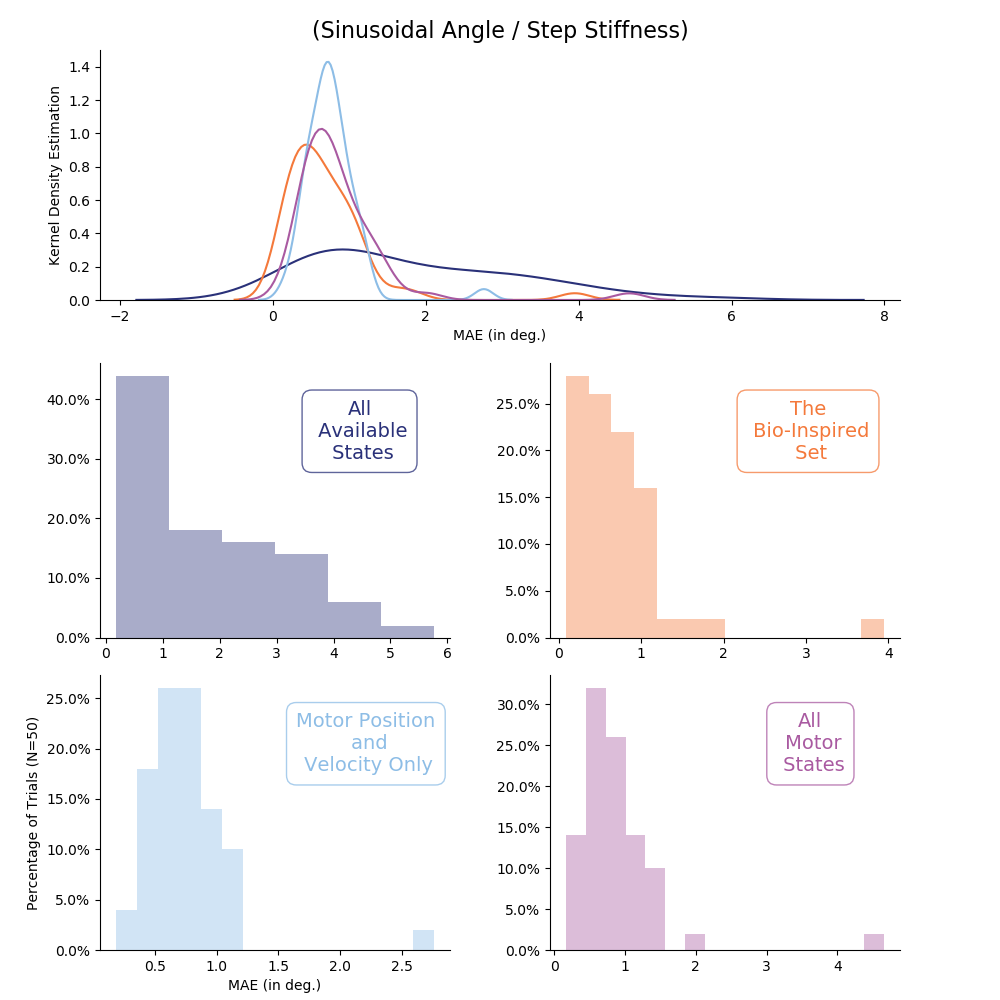 (Sinusoidal Angle / Step Stiffness)
Kernel Density Estimation
1.4
1.2
1.0
0.8
0.6
0.4
0.2
0.0
−2 0 2 4 6 8
MAE (in deg.)
40.0%
30.0%
20.0%
10.0%
0.0%
All
Available
States
0 1 2 3 4 5 6
25.0%
20.0%
15.0%
10.0%
5.0%
0.0%
The
Bio-Inspired
Set
0 1 2 3 4
Percentage of Trials (N=50)
25.0%
20.0%
15.0%
10.0%
5.0%
0.0%
Motor Position
and
Velocity Only
0.5 1.0 1.5 2.0 2.5
MAE (in deg.)
30.0%
25.0%
20.0%
15.0%
10.0%
5.0%
0.0%
All
Motor
States
0 1 2 3 4